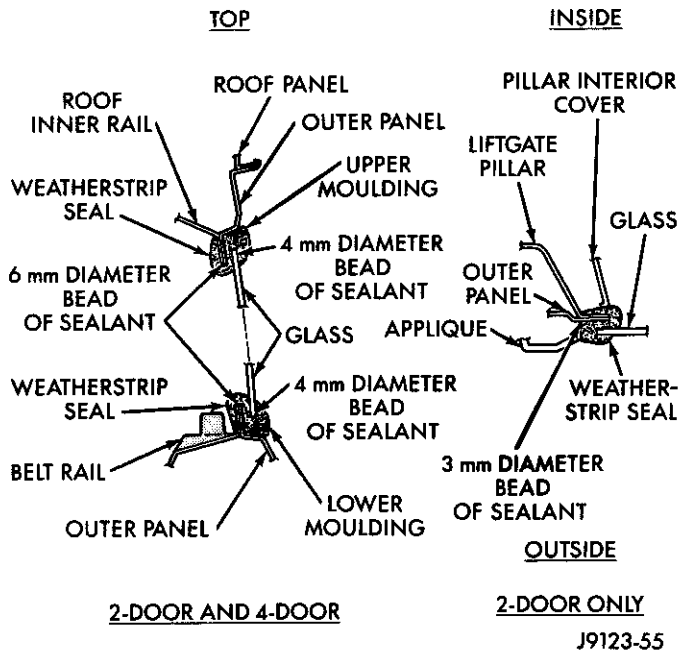 TOP
ROOF PANEL
ROOF
INNER RAIL
OUTER PANEL
UPPER
MOULDING
WEATHERSTRIP
SEAL
4 mm DIAMETER
BEAD
OF SEALANT
6 mm DIAMETER
BEAD
OF SEALANT
GLASS
WEATHERSTRIP
SEAL
4 mm DIAMETER
BEAD
OF SEALANT
BELT RAIL
OUTER PANEL
LOWER
MOULDING
2-DOOR AND 4-DOOR
INSIDE
PILLAR INTERIOR
COVER
LIFTGATE
PILLAR
GLASS
OUTER
PANEL
APPLIQUE
WEATHER-
STRIP SEAL
3 mm DIAMETER
BEAD
OF SEALANT
OUTSIDE
2-DOOR ONLY
J9123-55